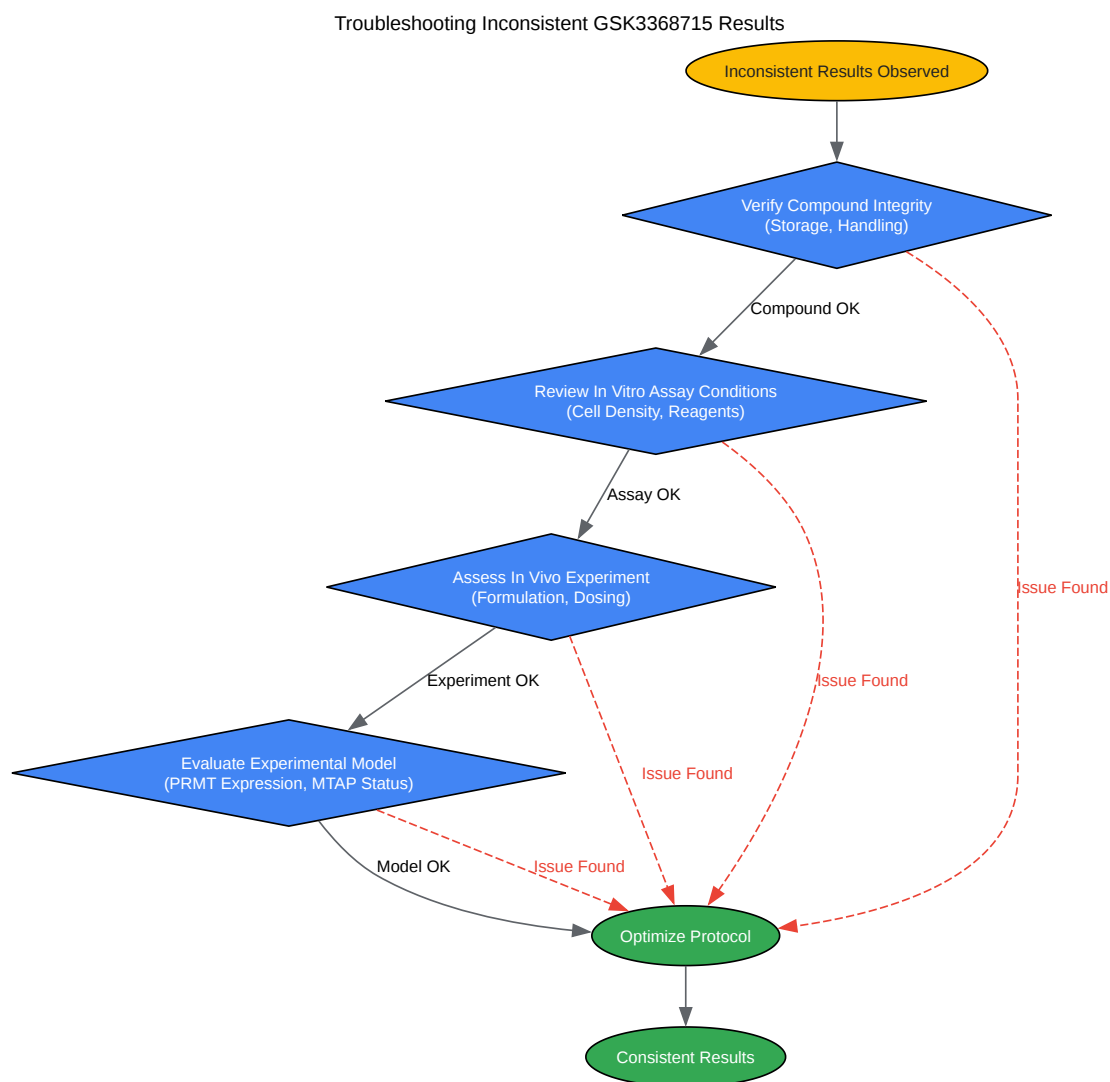 Troubleshooting Inconsistent GSK3368715 Results
Inconsistent Results Observed
Verify Compound Integrity
(Storage, Handling)
Compound OK
Review In Vitro Assay Conditions
(Cell Density, Reagents)
Assay OK
Assess In Vivo Experiment
(Formulation, Dosing)
Issue Found
Experiment OK
Issue Found
Evaluate Experimental Model
(PRMT Expression, MTAP Status)
Issue Found
Model OK
Issue Found
Optimize Protocol
Consistent Results